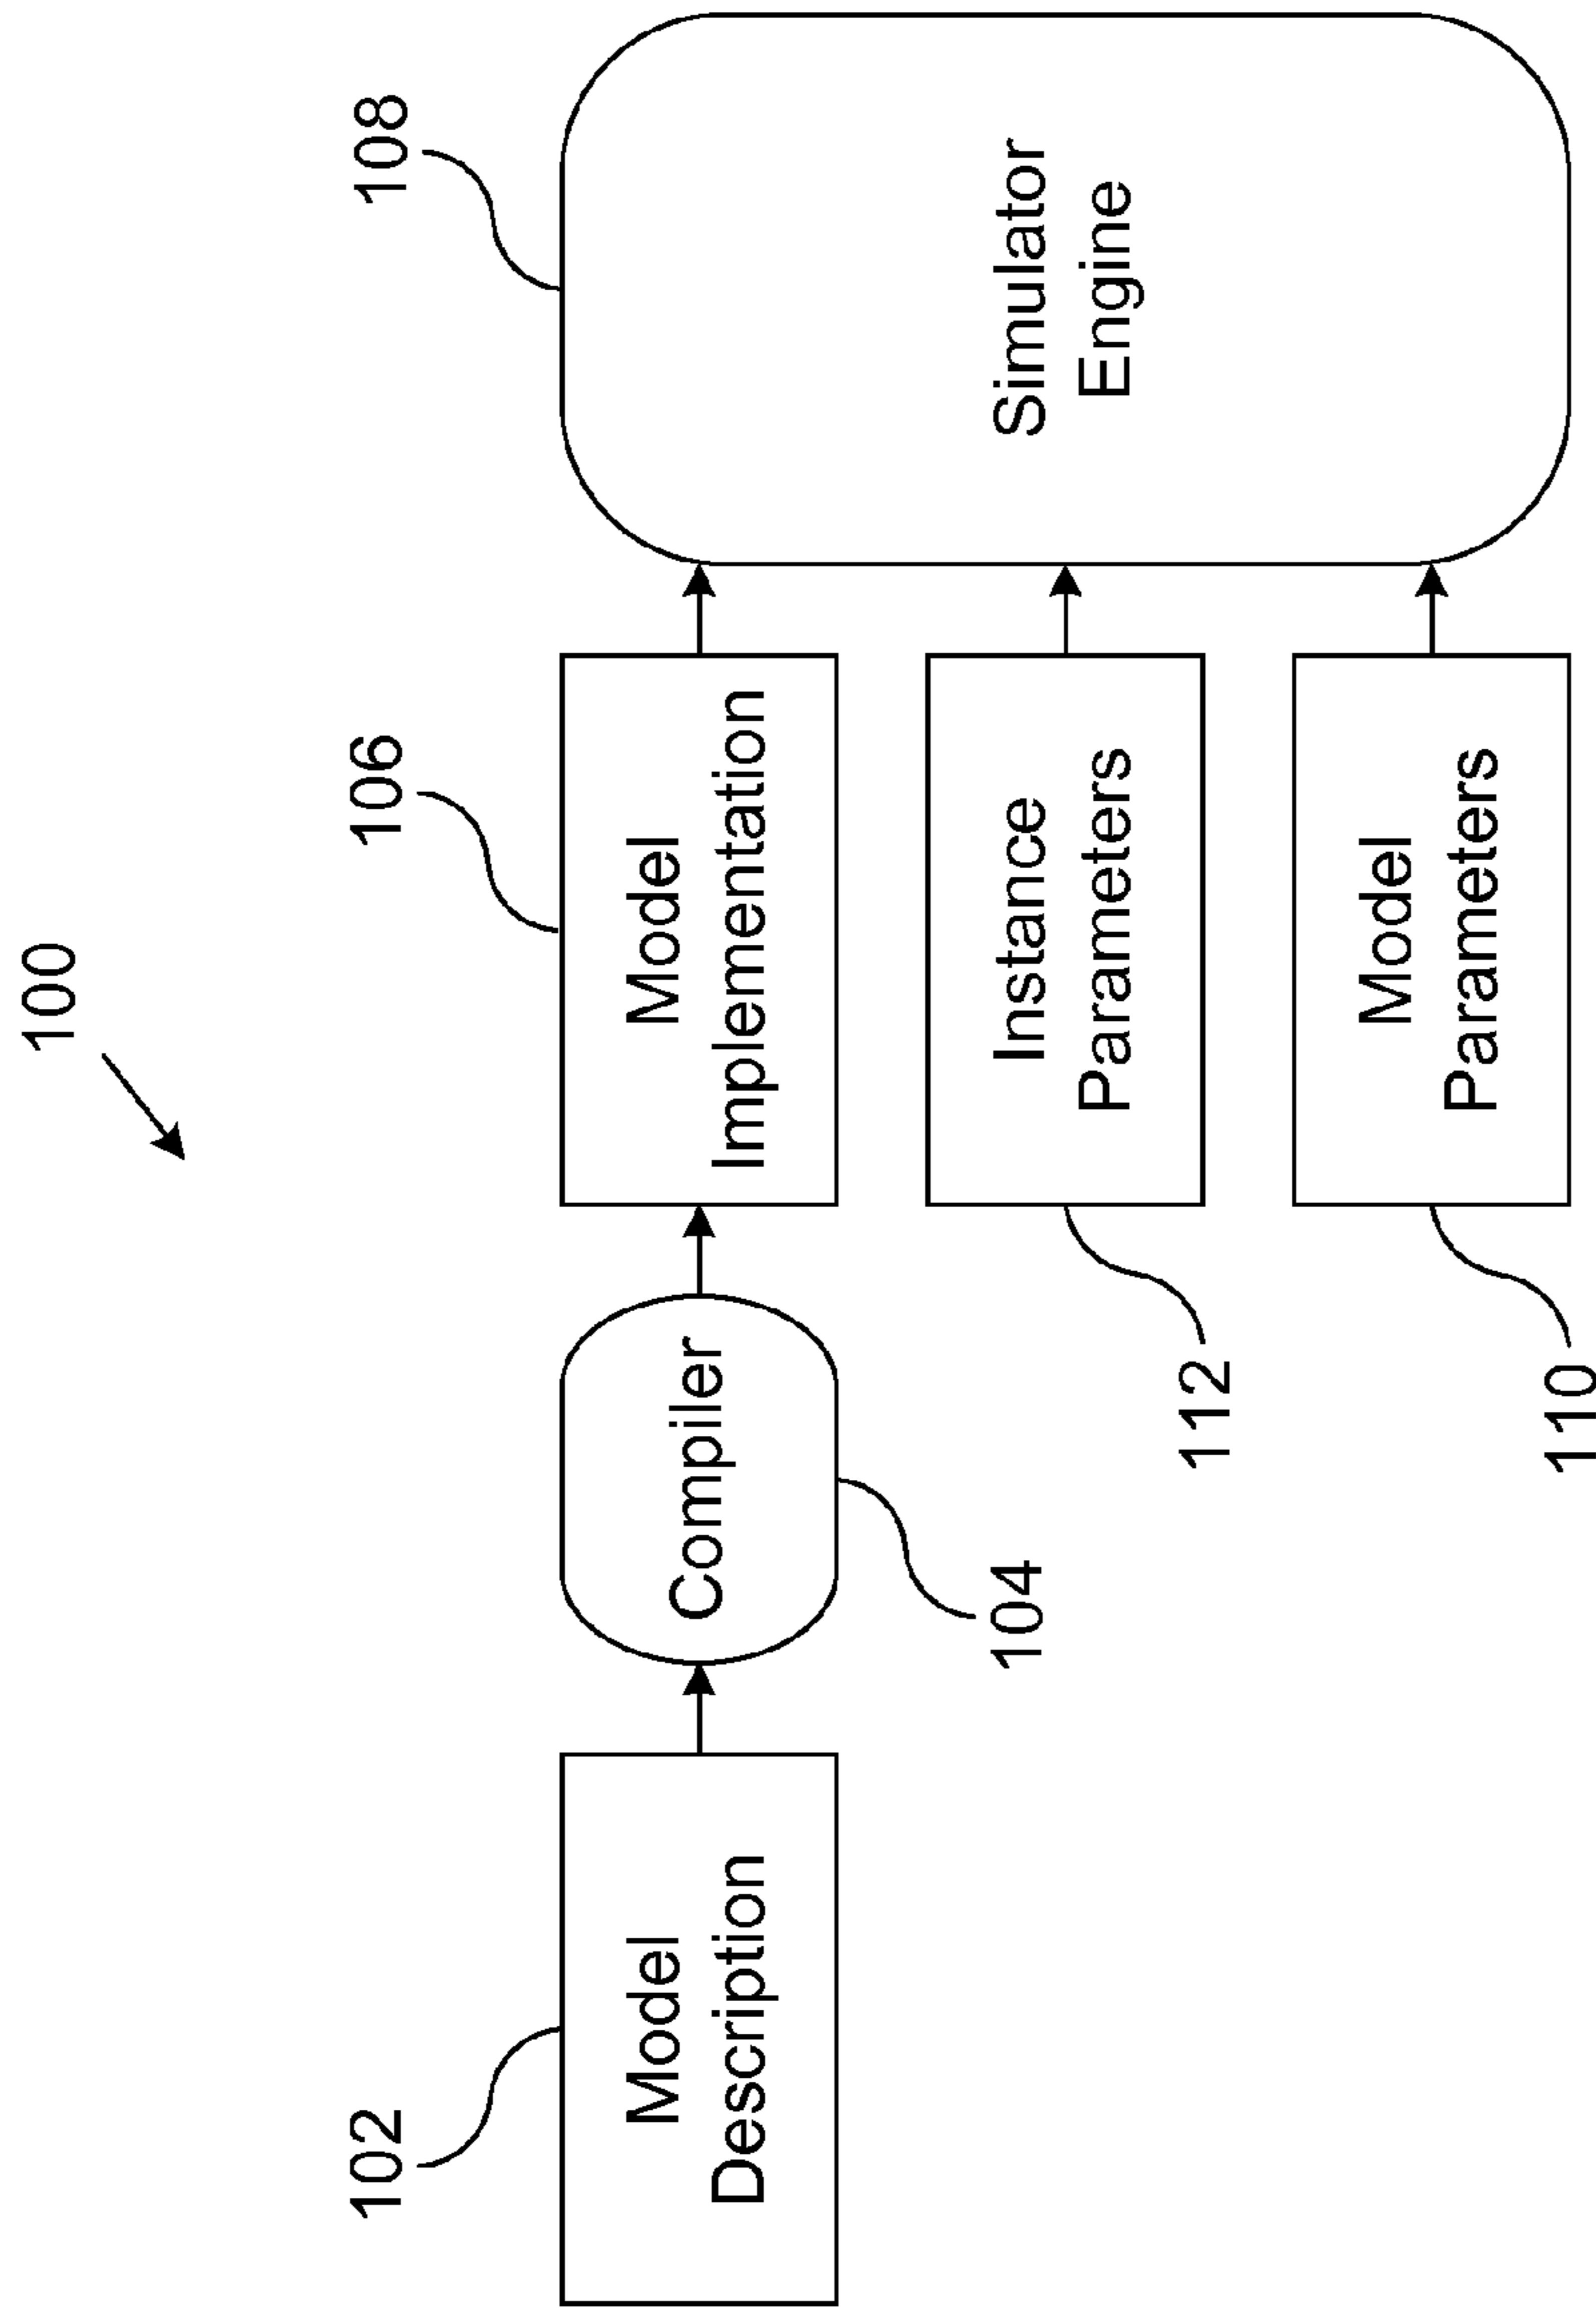 100
102
106
108
Model
Description
Compiler
Model
Implementation
Simulator
Engine
104
Instance
Parameters
112
Model
Parameters
110